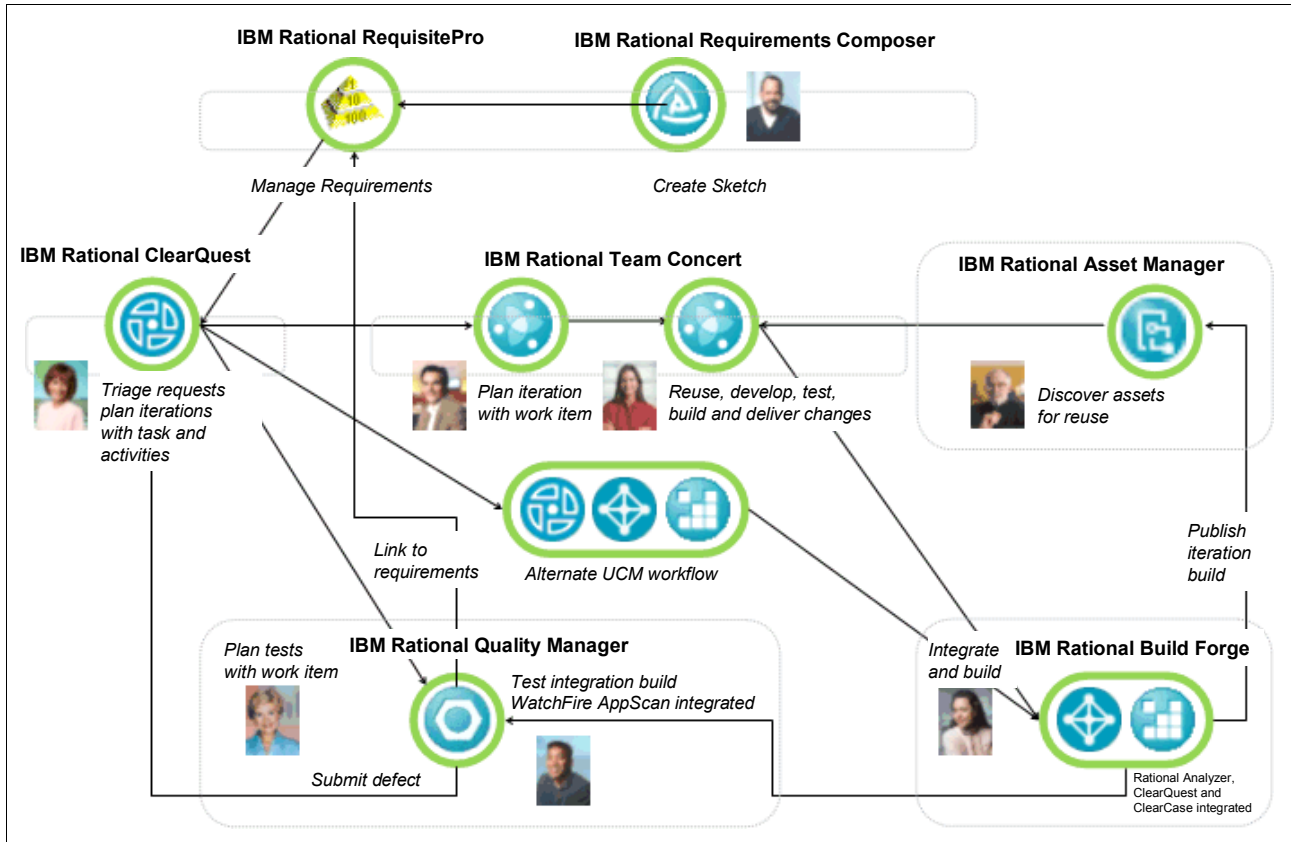 IBM Rational RequisitePro
IBM Rational Requirements Composer
1
10
100
Manage Requirements
Create Sketch
IBM Rational ClearQuest
IBM Rational Team Concert
IBM Rational Asset Manager
Triage requests
plan iterations
with task and
activities
Plan iteration
with work item
Reuse, develop, test,
build and deliver changes
Discover assets
for reuse
Link to
requirements
Alternate UCM workflow
Publish
iteration
build
Plan tests
with work item
IBM Rational Quality Manager
Test integration build
WatchFire AppScan integrated
Submit defect
Integrate
and build
IBM Rational Build Forge
Rational Analyzer,
ClearQuest and
ClearCase integrated